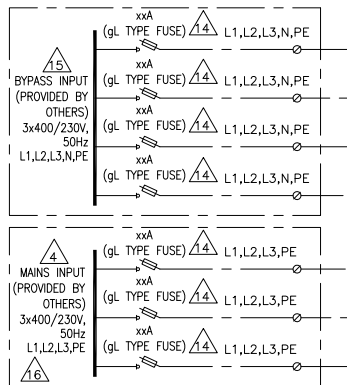 xxA
(gL TYPE FUSE) 14 L1,L2,L3,N,PE
15
BYPASS INPUT
(PROVIDED BY
OTHERS)
3x400/230V,
50Hz
L1,L2,L3,N,PE
xxA
(gL TYPE FUSE) 14 L1,L2,L3,N,PE
xxA
(gL TYPE FUSE) 14 L1,L2,L3,N,PE
xxA
(gL TYPE FUSE) 14 L1,L2,L3,N,PE
4
MAINS INPUT
(PROVIDED BY
OTHERS)
3x400/230V,
50Hz
L1,L2,L3,PE
16
xxA
(gL TYPE FUSE) 14 L1,L2,L3,PE
xxA
(gL TYPE FUSE) 14 L1,L2,L3,PE
xxA
(gL TYPE FUSE) 14 L1,L2,L3,PE